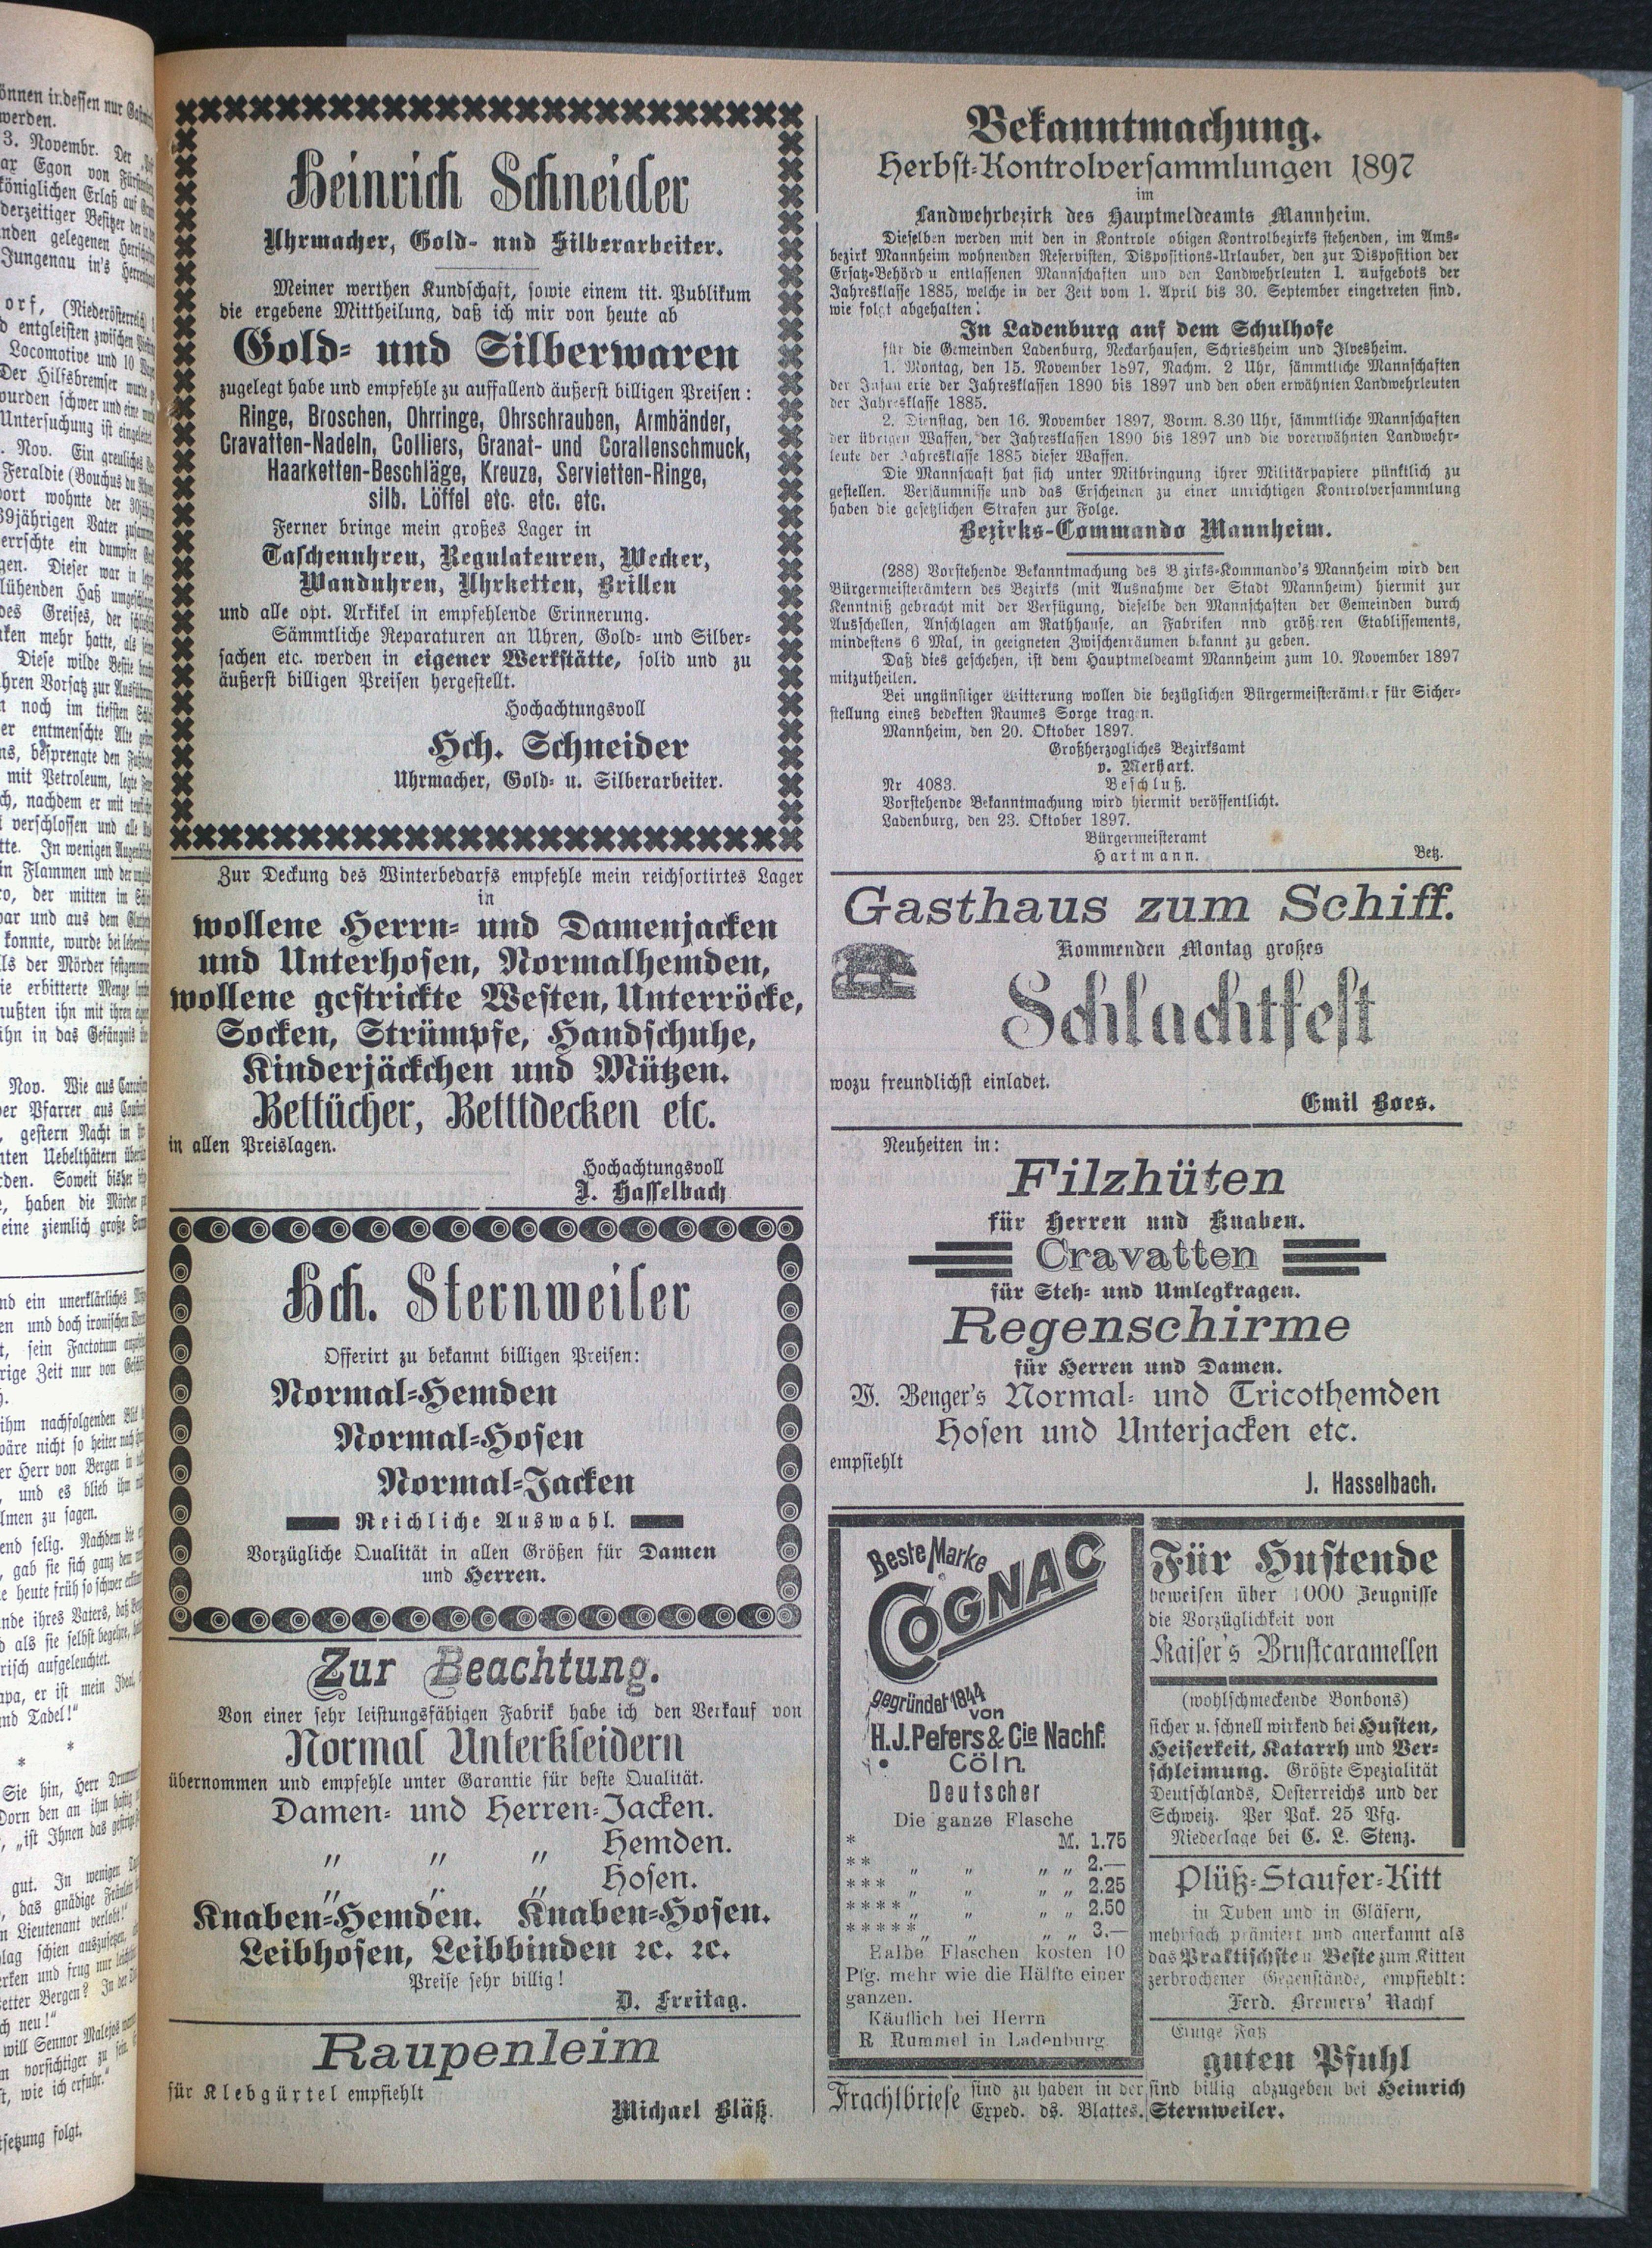 Heinrich Schneider
Uhrmacher, Gold- und Silberarbeiter.
Meiner werthen Kundschaft, sowie einem tit. Publikum
die ergebene Mittheilung, daß ich mir von heute ab
Gold- und Silberwaren
zugelegt habe und empfehle zu auffallend äußerst billigen Preisen:
Ringe, Broschen, Ohrringe, Ohrschrauben, Armbänder,
Cravatten-Nadeln, Colliers, Granat- und Corallenschmuck,
Haarketten-Beschläge, Kreuze, Servietten-Ringe,
silb. Löffel etc. etc. etc.
Ferner bringe mein großes Lager in
Taschenuhren, Regulateuren, Wecker,
Wanduhren, Uhrketten, Brillen
und alle opt. Artikel in empfehlende Erinnerung.
Sämmtliche Reparaturen an Uhren, Gold- und Silber-
sachen etc. werden in eigener Werkstätte, solid und zu
äußerst billigen Preisen hergestellt.
Hochachtungsvoll
Hch. Schneider
Uhrmacher, Gold- u. Silberarbeiter.
Zur Deckung des Winterbedarfs empfehle mein reichsortirtes Lager
in
wollene Herrn- und Damenjacken
und Unterhosen, Normalhemden,
wollene gestrickte Westen, Unterröcke,
Socken, Strümpfe, Handschuhe,
Kinderjäckchen und Mützen.
Bettücher, Betttdecken etc.
in allen Preislagen.
Hochachtungsvoll
J. Hasselbach
Hch. Sternweiler
Offerirt zu bekannt billigen Preisen:
Normal-Hemden
Normal-Hosen
Normal-Jacken
Reichliche Auswahl.
Vorzügliche Qualität in allen Größen für Damen
und Herren.
Zur Beachtung.
Von einer sehr leistungsfähigen Fabrik habe ich den Verkauf von
Normal Unterkleidern
übernommen und empfehle unter Garantie für beste Qualität.
Damen- und Herren-Jacken.
" " " Hemden.
" " " Hosen.
Knaben-Hemden. Knaben-Hosen.
Leibhosen, Leibbinden ꝛc. ꝛc.
Preise sehr billig!
D. Freitag.
Raupenleim
für Klebgürtel empfiehlt
Michael Bläß.
Bekanntmachung.
Herbst-Kontrolversammlungen 1897
im
Landwehrbezirk des Hauptmeldeamts Mannheim.
Dieselben werden mit den in Kontrole obigen Kontrolbezirks stehenden, im Ams-
bezirk Mannheim wohnenden Reservisten, Dispositions-Urlauber, den zur Disposition der
Ersatz-Behörd u entlassenen Mannschaften und den Landwehrleuten I. Aufgebots der
Jahresklasse 1885, welche in der Zeit vom 1. April bis 30. September eingetreten sind,
wie folgt abgehalten:
In Ladenburg auf dem Schulhofe
für die Gemeinden Ladenburg, Neckarhausen, Schriesheim und Ilvesheim.
1. Montag, den 15. November 1897, Nachm. 2 Uhr, sämmtliche Mannschaften
der Infanterie der Jahresklassen 1890 bis 1897 und den oben erwähnten Landwehrleuten
der Jahresklasse 1885.
2. Dienstag, den 16. November 1897, Vorm. 8.30 Uhr, sämmtliche Mannschaften
der übrigen Waffen, der Jahresklassen 1890 bis 1897 und die vorerwähnten Landwehr-
leute der Jahresklasse 1885 dieser Waffen.
Die Mannschaft hat sich unter Mitbringung ihrer Militärpapiere pünktlich zu
gestellen. Versäumnisse und das Erscheinen zu einer unrichtigen Kontrolversammlung
haben die gesetzlichen Strafen zur Folge.
Bezirks-Commando Mannheim.
(288) Vorstehende Bekanntmachung des Bezirks-Kommando's Mannheim wird den
Bürgermeisterämtern des Bezirks (mit Ausnahme der Stadt Mannheim) hiermit zur
Kenntniß gebracht mit der Verfügung, dieselbe den Mannschaften der Gemeinden durch
Ausschellen, Anschlagen am Rathhause, an Fabriken nnd größeren Etablissements,
mindestens 6 Mal, in geeigneten Zwischenräumen bekannt zu geben.
Daß dies geschehen, ist dem Hauptmeldeamt Mannheim zum 10. November 1897
mitzutheilen.
Bei ungünstiger Witterung wollen die bezüglichen Bürgermeisterämter für Sicher-
stellung eines bedekten Raumes Sorge tragen.
Mannheim, den 20. Oktober 1897.
Großherzogliches Bezirksamt
v. Merhart.
Nr 4083. Beschluß.
Vorstehende Bekanntmachung wird hiermit veröffentlicht.
Ladenburg, den 23. Oktober 1897.
Bürgermeisteramt
Hartmann. Betz.
Gasthaus zum Schiff.
Kommenden Montag großes
Schlachtfest
wozu freundlichst einladet.
Emil Boes.
Neuheiten in:
Filzhüten
für Herren und Knaben.
Cravatten
für Steh- und Umlegkragen.
Regenschirme
für Herren und Damen.
W. Benger's Normal- und Tricothemden
Hosen und Unterjacken etc.
empfiehlt
J. Hasselbach.
Beste Marke
COGNAC
gegründet 1844
von
H.J. Peters & Cie Nachf.
Cöln.
Deutscher
Die ganze Flasche
* M. 1.75
** " " " " 2.—
*** " " " " 2.25
**** " " " " 2.50
***** " " " " 3.—
Halbe Flaschen kosten 10
Pfg. mehr wie die Hälfte einer
ganzen.
Käuflich bei Herrn
R Rummel in Ladenburg.
Für Hustende
beweisen über 1000 Zeugnisse
die Vorzüglichkeit von
Kaiser's Brustcaramellen
(wohlschmeckende Bonbons)
sicher u. schnell wirkend bei Husten,
Heiserkeit, Katarrh und Ver-
schleimung. Größte Spezialität
Deutschlands, Oesterreichs und der
Schweiz. Per Pak. 25 Pfg.
Niederlage bei C. L. Stenz.
Plüß-Staufer-Kitt
in Tuben und in Gläsern,
mehrfach prämiert und anerkannt als
das Praktischste u Beste zum Kitten
zerbrochener Gegenstände, empfiehlt:
Ferd. Bremers' Nachf
Einige Faß
guten Pfuhl
sind billig abzugeben bei Heinrich
Sternweiler.
Frachtbriefe sind zu haben in der
Exped. ds. Blattes.